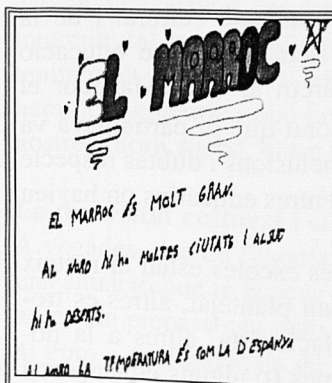 EL MARROC
EL MARROC ÉS MOLT GRAN.
AL NORD HI HA MOLTES CIUTATS I AL SUD
HI HA DESERTS.
AL NORD LA TEMPERATURA ÉS COM LA D'ESPANYA